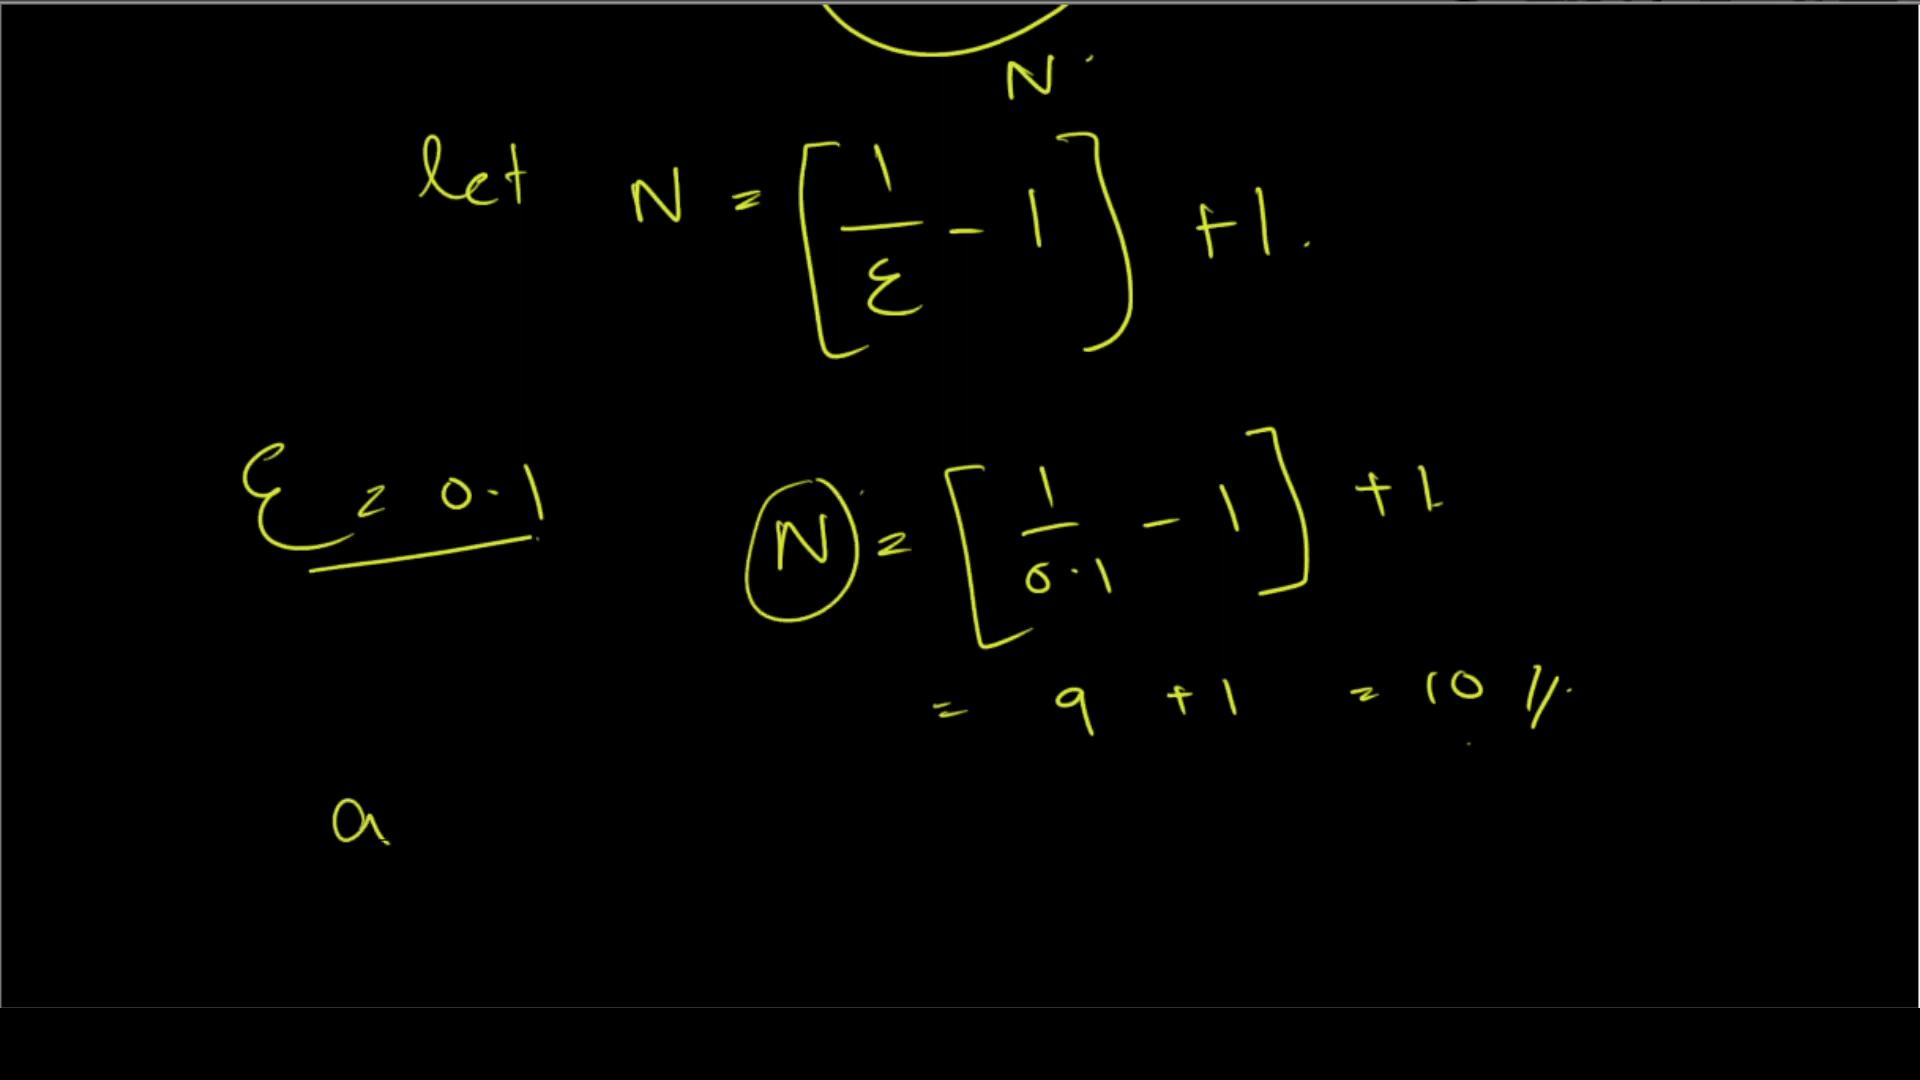 N
let N = [1/ε - 1] + 1.
ε = 0.1 N = [1/0.1 - 1] + 1
= 9 + 1 = 10 //.
a